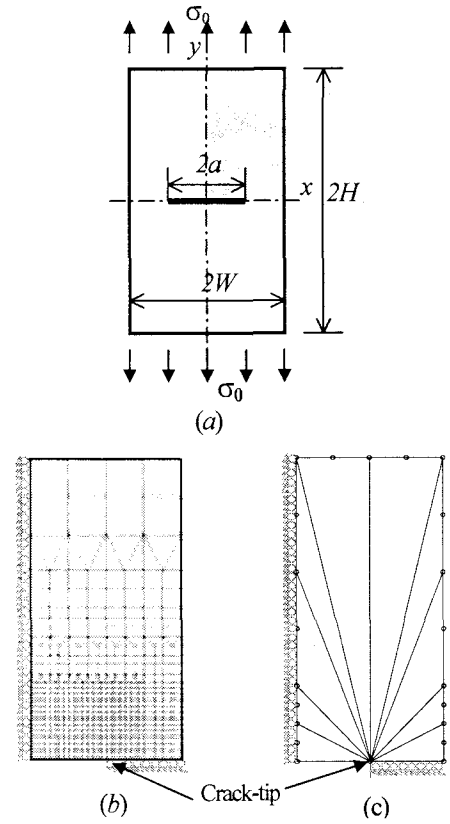 σ₀
y
2a
x 2H
2W
σ₀
(a)
Crack-tip
(b) (c)